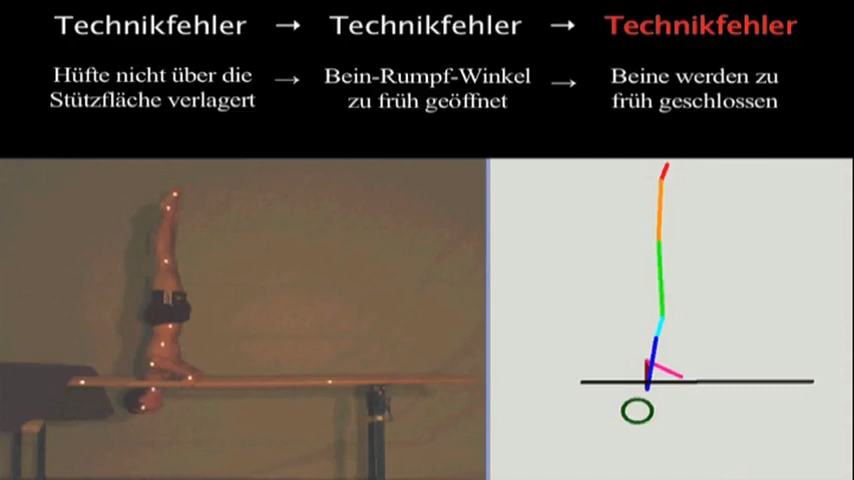 Technikfehler → Technikfehler → Technikfehler
Hüfte nicht über die → Bein-Rumpf-Winkel → Beine werden zu
Stützfläche verlagert zu früh geöffnet früh geschlossen